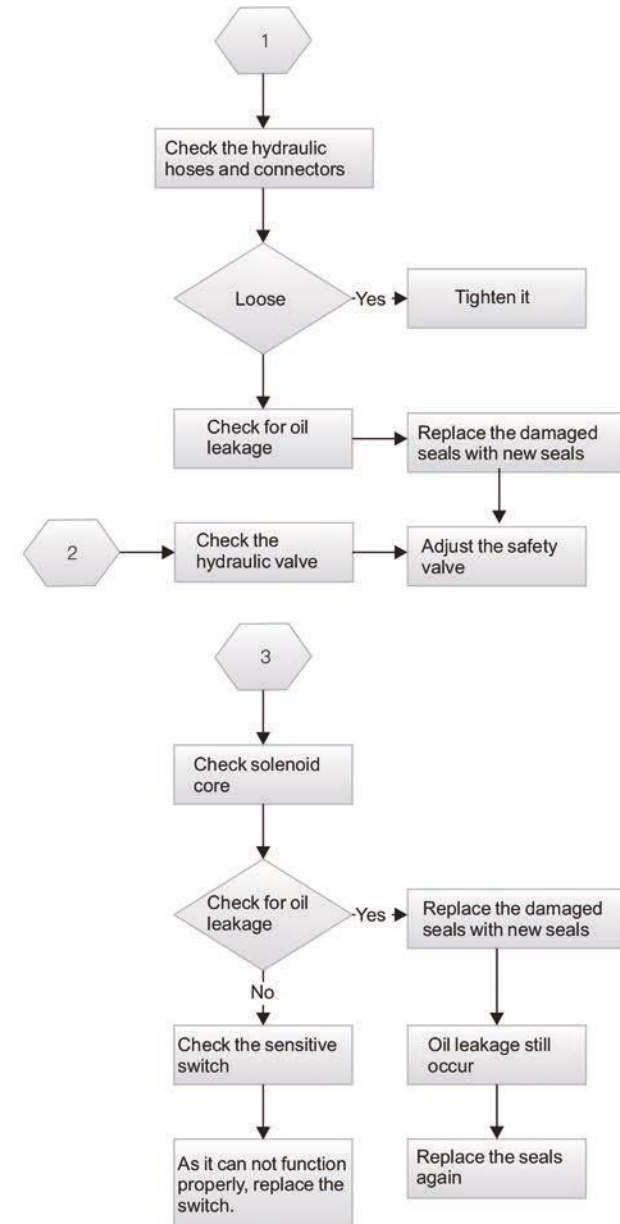 1
Check the hydraulic
hoses and connectors
Loose
Yes
Tighten it
Check for oil
leakage
Replace the damaged
seals with new seals
2
Check the
hydraulic valve
Adjust the safety
valve
3
Check solenoid
core
Check for oil
leakage
Yes
Replace the damaged
seals with new seals
No
Check the sensitive
switch
Oil leakage still
occur
As it can not function
properly, replace the
switch.
Replace the seals
again